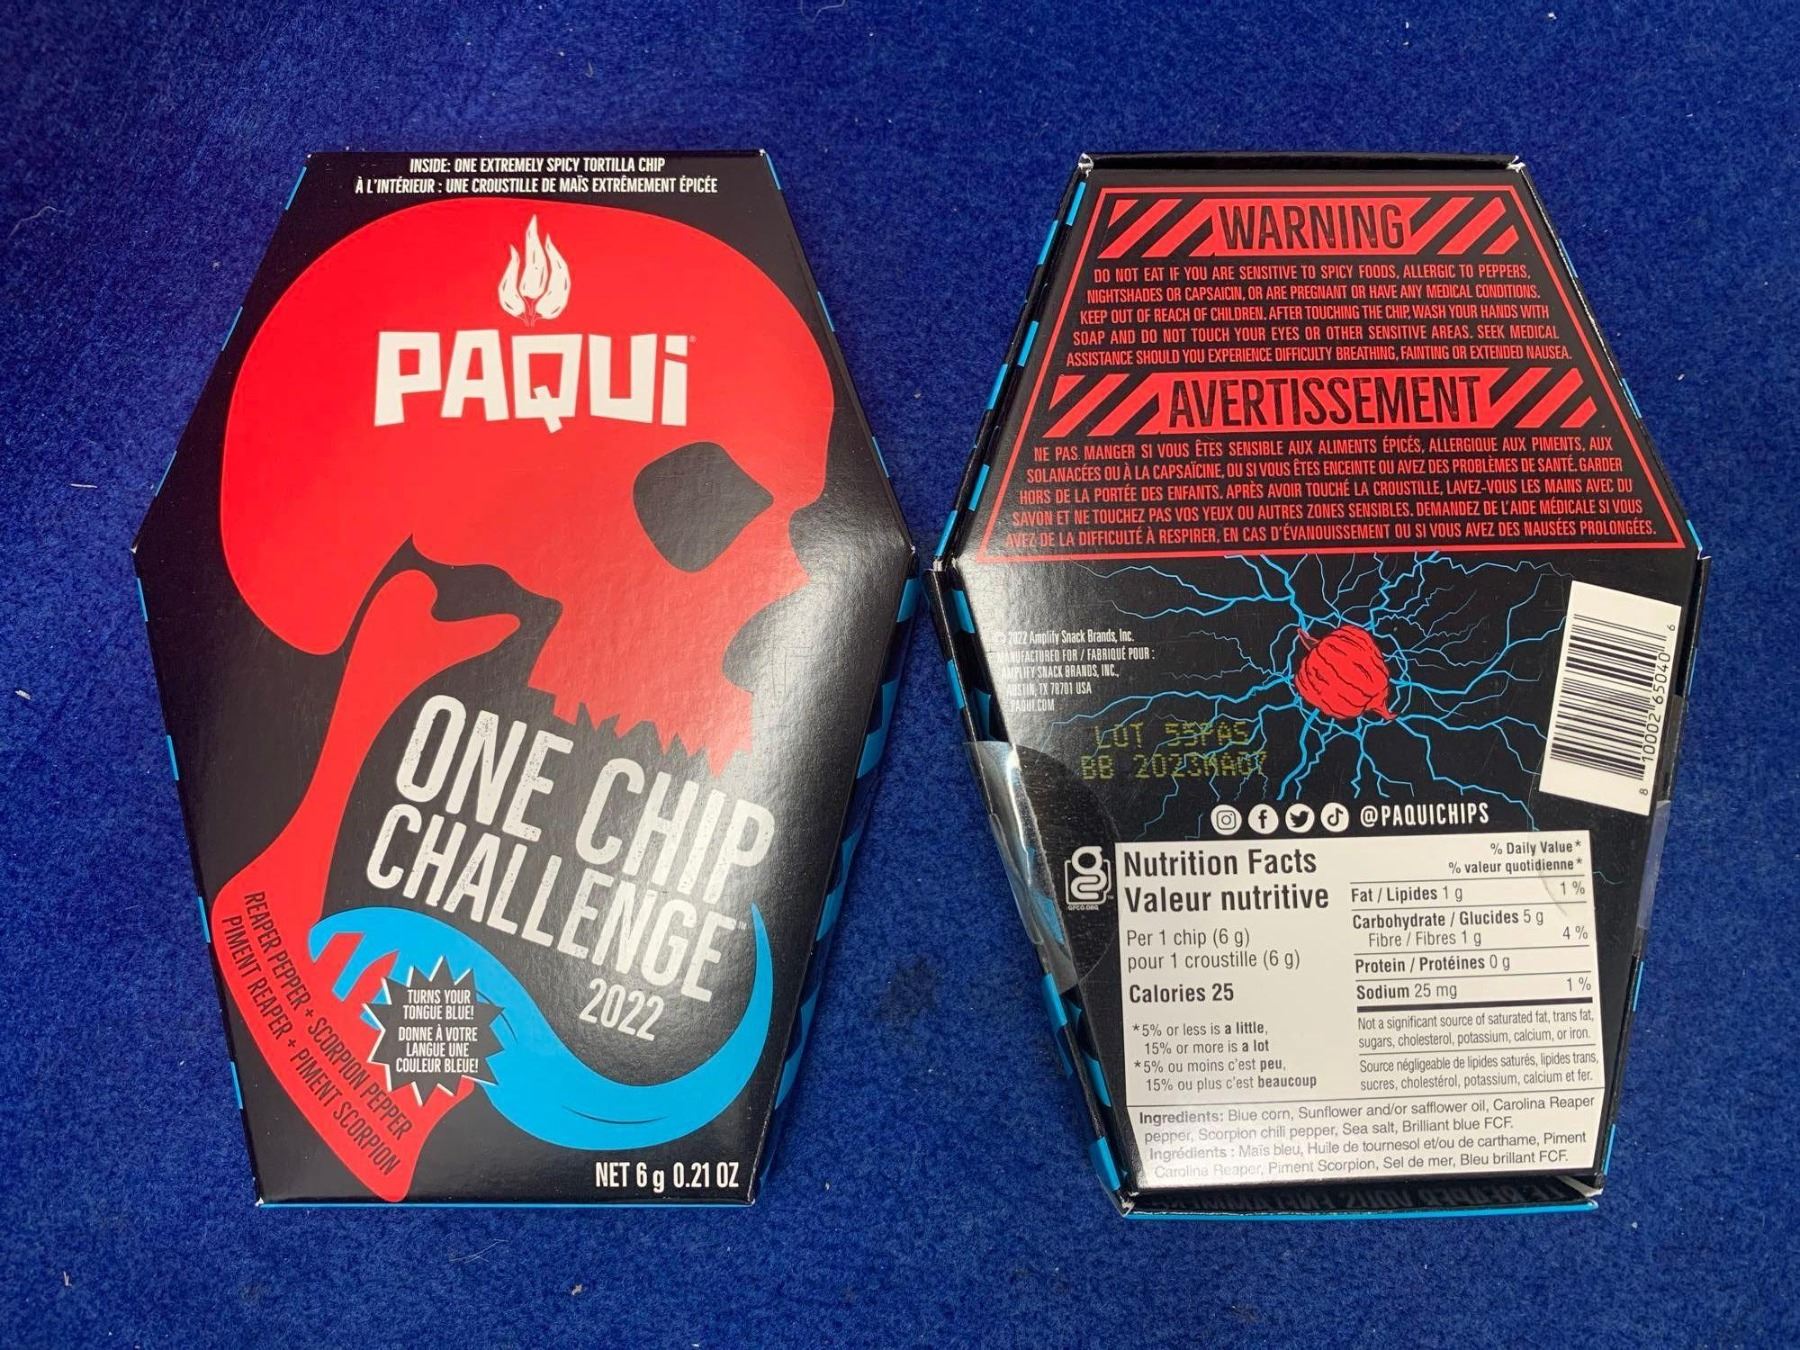 INSIDE: ONE EXTREMELY SPICY TORTILLA CHIP
À L'INTÉRIEUR : UNE CROUSTILLE DE MAÏS EXTRÊMEMENT ÉPICÉE
PAQUI
ONE CHIP
CHALLENGE™
2022
TURNS YOUR
TONGUE BLUE!
DONNE À VOTRE
LANGUE UNE
COULEUR BLEUE!
REAPER PEPPER + SCORPION PEPPER
PIMENT REAPER + PIMENT SCORPION
NET 6 g 0.21 OZ
WARNING
DO NOT EAT IF YOU ARE SENSITIVE TO SPICY FOODS, ALLERGIC TO PEPPERS,
NIGHTSHADES OR CAPSAICIN, OR ARE PREGNANT OR HAVE ANY MEDICAL CONDITIONS.
KEEP OUT OF REACH OF CHILDREN. AFTER TOUCHING THE CHIP, WASH YOUR HANDS WITH
SOAP AND DO NOT TOUCH YOUR EYES OR OTHER SENSITIVE AREAS. SEEK MEDICAL
ASSISTANCE SHOULD YOU EXPERIENCE DIFFICULTY BREATHING, FAINTING OR EXTENDED NAUSEA.
AVERTISSEMENT
NE PAS MANGER SI VOUS ÊTES SENSIBLE AUX ALIMENTS ÉPICÉS, ALLERGIQUE AUX PIMENTS, AUX
SOLANACÉES OU À LA CAPSAÏCINE, OU SI VOUS ÊTES ENCEINTE OU AVEZ DES PROBLÈMES DE SANTÉ. GARDER
HORS DE LA PORTÉE DES ENFANTS. APRÈS AVOIR TOUCHÉ LA CROUSTILLE, LAVEZ-VOUS LES MAINS AVEC DU
SAVON ET NE TOUCHEZ PAS VOS YEUX OU AUTRES ZONES SENSIBLES. DEMANDEZ DE L'AIDE MÉDICALE SI VOUS
AVEZ DE LA DIFFICULTÉ À RESPIRER, EN CAS D'ÉVANOUISSEMENT OU SI VOUS AVEZ DES NAUSÉES PROLONGÉES.
2022 Amplify Snack Brands, Inc.
MANUFACTURED FOR / FABRIQUÉ POUR :
AMPLIFY SNACK BRANDS, INC.,
AUSTIN, TX 78701 USA
PAQUI.COM
LOT 55PAS
BB 2023MA07
8 10002 65040 6
@PAQUICHIPS
GFCO.ORG
Nutrition Facts
Valeur nutritive
Per 1 chip (6 g)
pour 1 croustille (6 g)
Calories 25
*5% or less is a little,
15% or more is a lot
*5% ou moins c'est peu,
15% ou plus c'est beaucoup
% Daily Value*
% valeur quotidienne*
Fat / Lipides 1 g 1 %
Carbohydrate / Glucides 5 g
Fibre / Fibres 1 g 4 %
Protein / Protéines 0 g
Sodium 25 mg 1 %
Not a significant source of saturated fat, trans fat,
sugars, cholesterol, potassium, calcium, or iron.
Source négligeable de lipides saturés, lipides trans,
sucres, cholestérol, potassium, calcium et fer.
Ingredients: Blue corn, Sunflower and/or safflower oil, Carolina Reaper
pepper, Scorpion chili pepper, Sea salt, Brilliant blue FCF.
Ingrédients : Maïs bleu, Huile de tournesol et/ou de carthame, Piment
Carolina Reaper, Piment Scorpion, Sel de mer, Bleu brillant FCF.